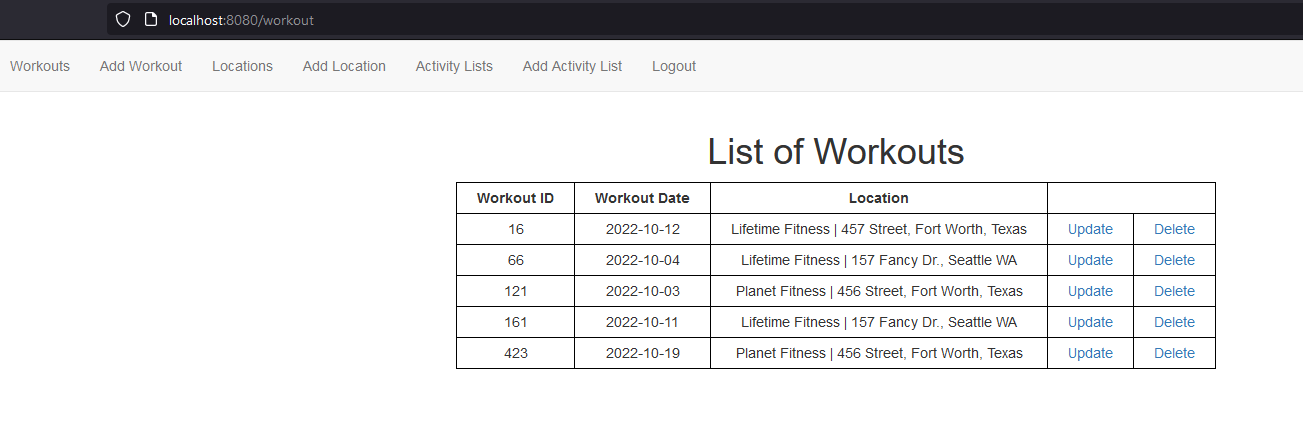 localhost:8080/workout
Workouts Add Workout Locations Add Location Activity Lists Add Activity List Logout
List of Workouts
Workout ID Workout Date Location
16 2022-10-12 Lifetime Fitness | 457 Street, Fort Worth, Texas Update Delete
66 2022-10-04 Lifetime Fitness | 157 Fancy Dr., Seattle WA Update Delete
121 2022-10-03 Planet Fitness | 456 Street, Fort Worth, Texas Update Delete
161 2022-10-11 Lifetime Fitness | 157 Fancy Dr., Seattle WA Update Delete
423 2022-10-19 Planet Fitness | 456 Street, Fort Worth, Texas Update Delete